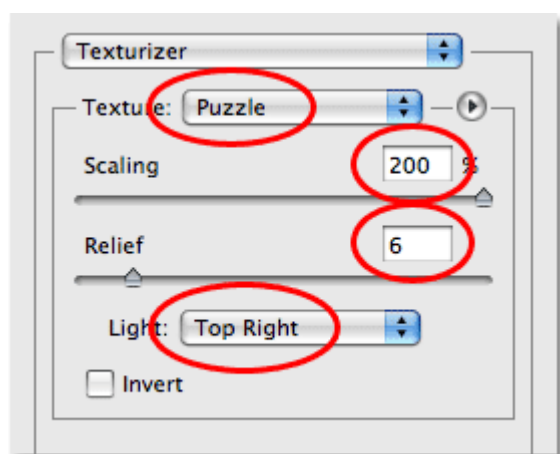 Texturizer
Texture: Puzzle
Scaling 200 %
Relief 6
Light: Top Right
Invert